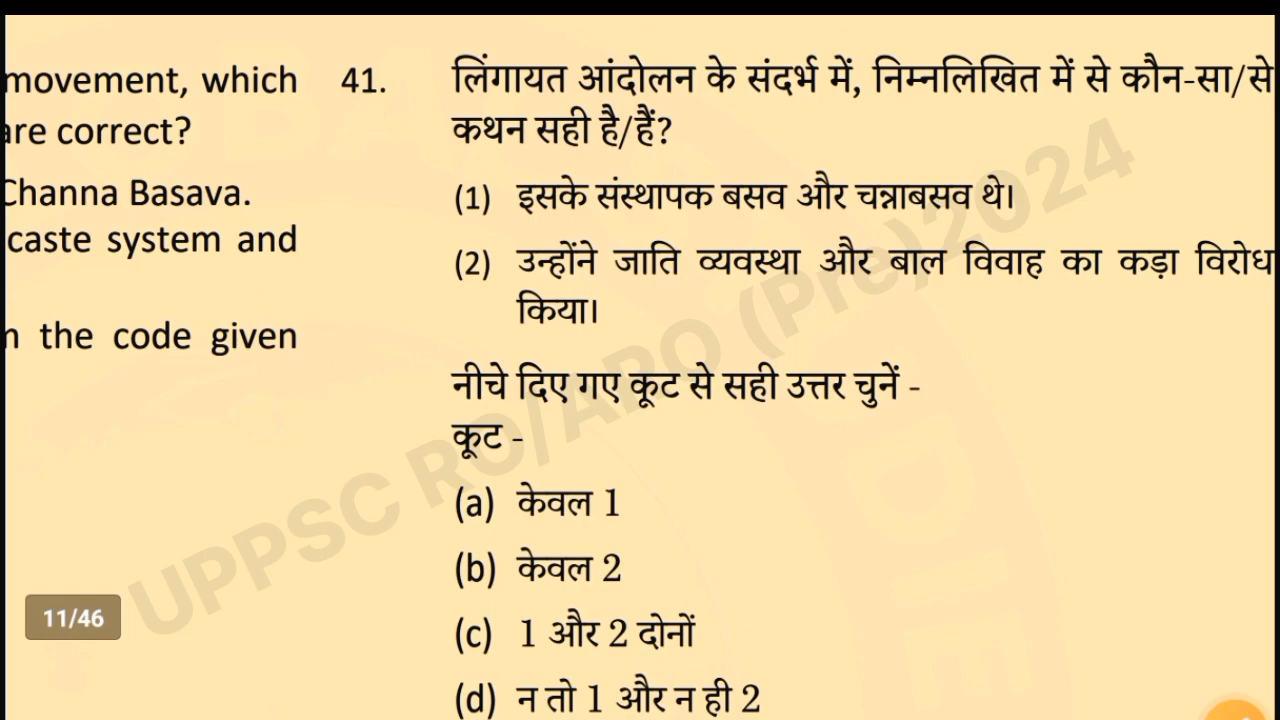 movement, which
are correct?
Channa Basava.
caste system and
the code given
41. लिंगायत आंदोलन के संदर्भ में, निम्नलिखित में से कौन-सा/से
कथन सही है/हैं?
(1) इसके संस्थापक बसव और चन्नाबसव थे।
(2) उन्होंने जाति व्यवस्था और बाल विवाह का कड़ा विरोध
किया।
नीचे दिए गए कूट से सही उत्तर चुनें -
कूट -
(a) केवल 1
(b) केवल 2
(c) 1 और 2 दोनों
(d) न तो 1 और न ही 2
UPPSC RO/ARO (Pre) 2024
11/46